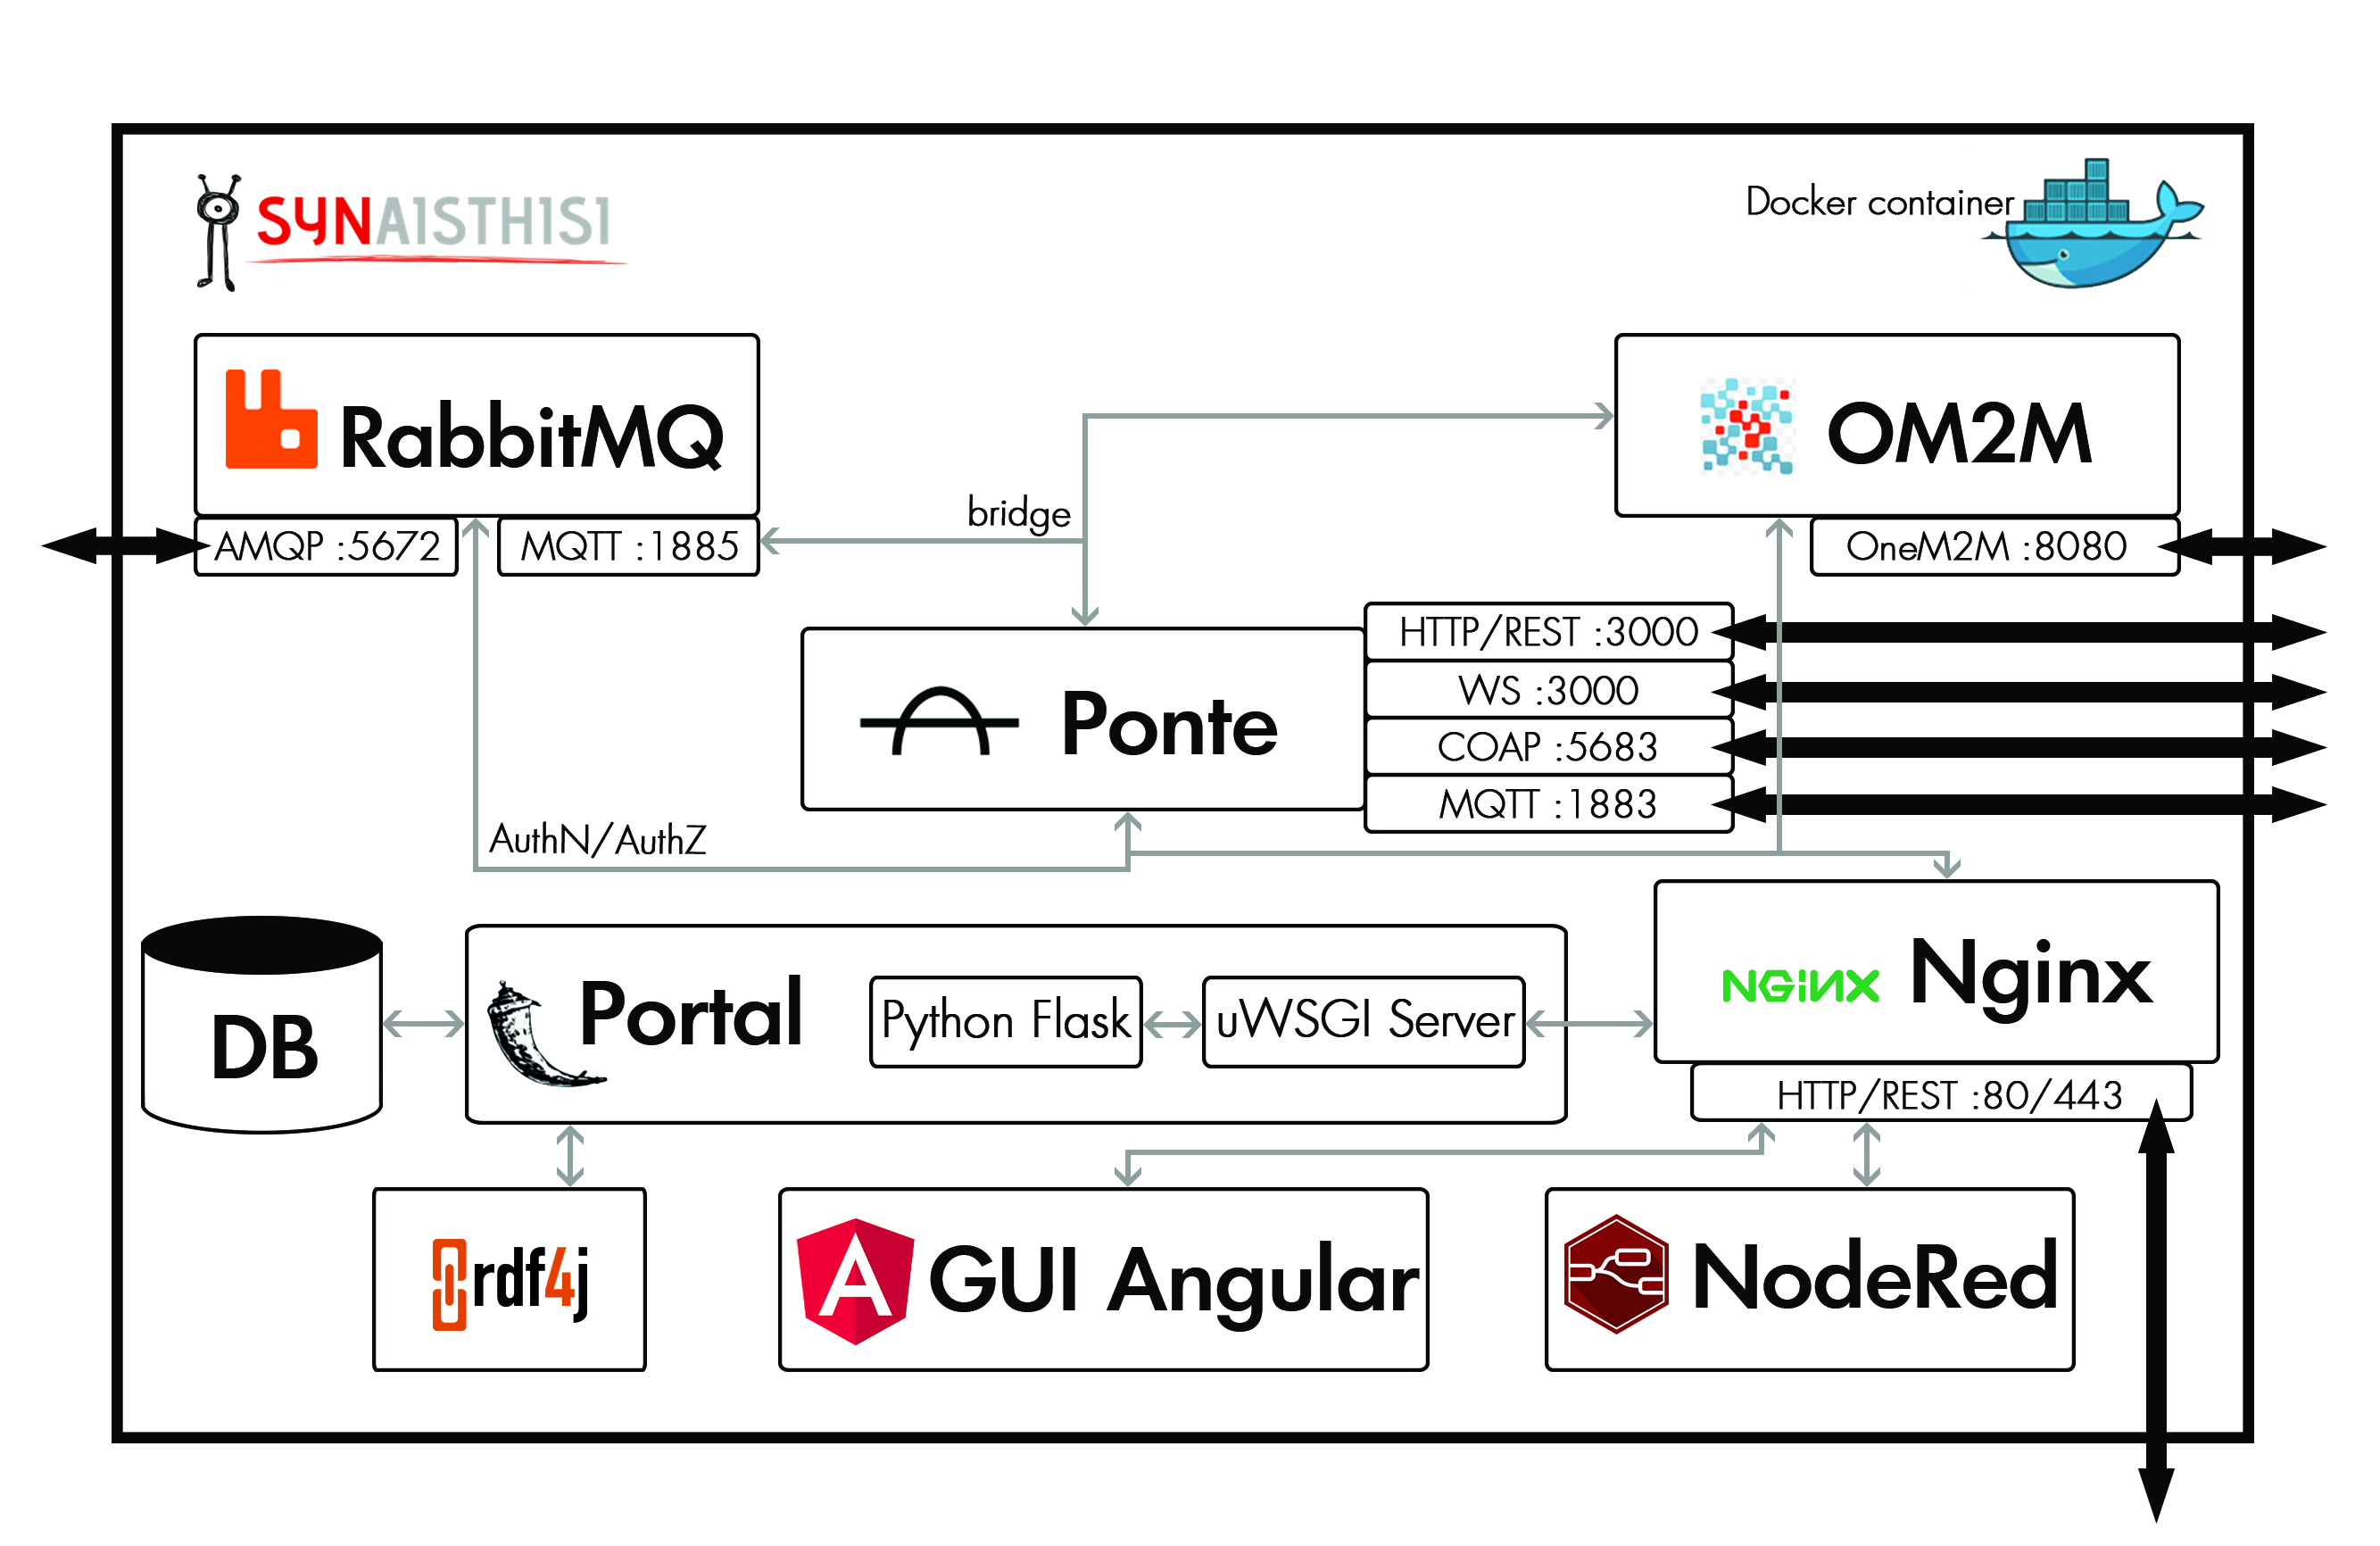 SYNAISTHISI
Docker container
RabbitMQ
OM2M
bridge
AMQP :5672
MQTT :1885
OneM2M :8080
HTTP/REST :3000
Ponte
WS :3000
COAP :5683
MQTT :1883
AuthN/AuthZ
DB
Portal
Python Flask
uWSGI Server
NGiNX Nginx
HTTP/REST :80/443
rdf4j
A GUI Angular
NodeRed